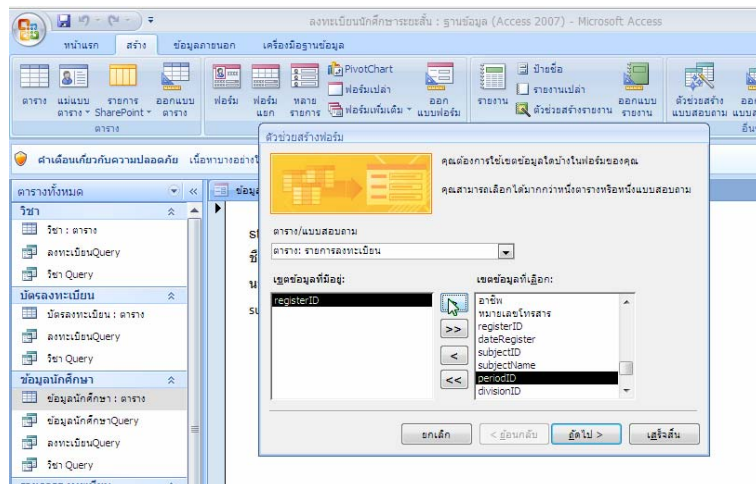 ลงทะเบียนนักศึกษาระยะสั้น : ฐานข้อมูล (Access 2007) - Microsoft Access
หน้าแรก สร้าง ข้อมูลภายนอก เครื่องมือฐานข้อมูล
ตาราง แม่แบบตาราง รายการ SharePoint ออกแบบตาราง
ตาราง
ฟอร์ม ฟอร์มแยก หลายรายการ PivotChart ฟอร์มเปล่า ฟอร์มเพิ่มเติม ออกแบบฟอร์ม
รายงาน ป้ายชื่อ รายงานเปล่า ตัวช่วยสร้างรายงาน ออกแบบรายงาน
ตัวช่วยสร้างแบบสอบถาม
คำเตือนเกี่ยวกับความปลอดภัย
ตารางทั้งหมด
วิชา
วิชา : ตาราง
ลงทะเบียนQuery
วิชา Query
บัตรลงทะเบียน
บัตรลงทะเบียน : ตาราง
ลงทะเบียนQuery
วิชา Query
ข้อมูลนักศึกษา
ข้อมูลนักศึกษา : ตาราง
ข้อมูลนักศึกษาQuery
ลงทะเบียนQuery
วิชา Query
ตัวช่วยสร้างฟอร์ม
คุณต้องการใช้เขตข้อมูลใดบ้างในฟอร์มของคุณ
คุณสามารถเลือกได้มากกว่าหนึ่งตารางหรือหนึ่งแบบสอบถาม
ตาราง/แบบสอบถาม
ตาราง: รายการลงทะเบียน
เขตข้อมูลที่มีอยู่:
registerID
>>
<
<<
เขตข้อมูลที่เลือก:
อาชีพ
หมายเลขโทรสาร
registerID
dateRegister
subjectID
subjectName
periodID
divisionID
ยกเลิก < ย้อนกลับ ถัดไป > เสร็จสิ้น